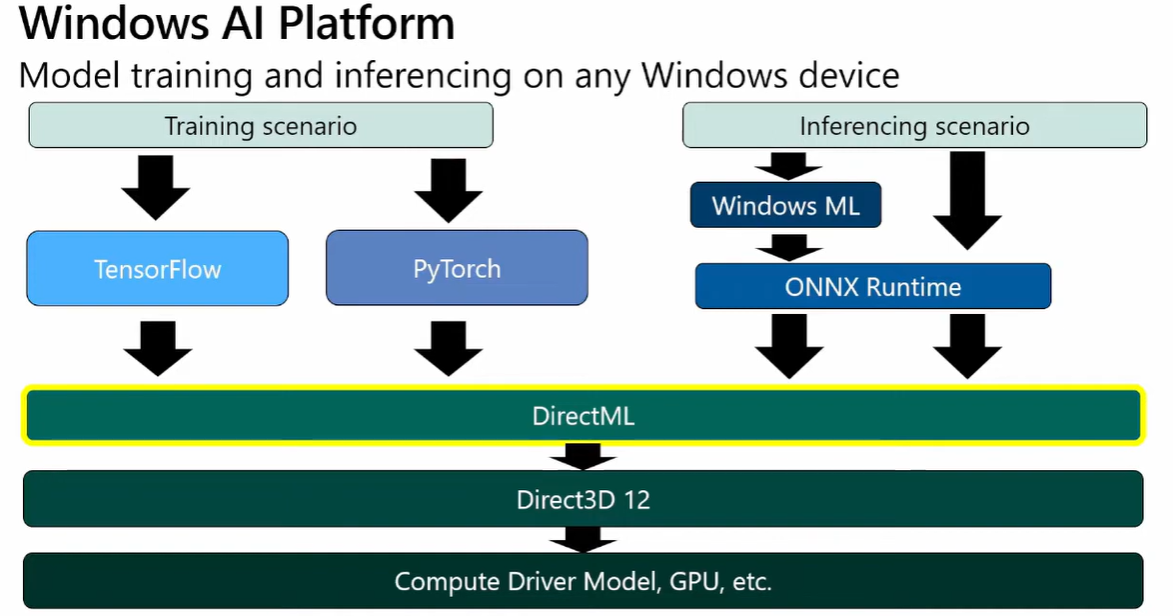 Windows AI Platform
Model training and inferencing on any Windows device
Training scenario
Inferencing scenario
Windows ML
TensorFlow
PyTorch
ONNX Runtime
DirectML
Direct3D 12
Compute Driver Model, GPU, etc.